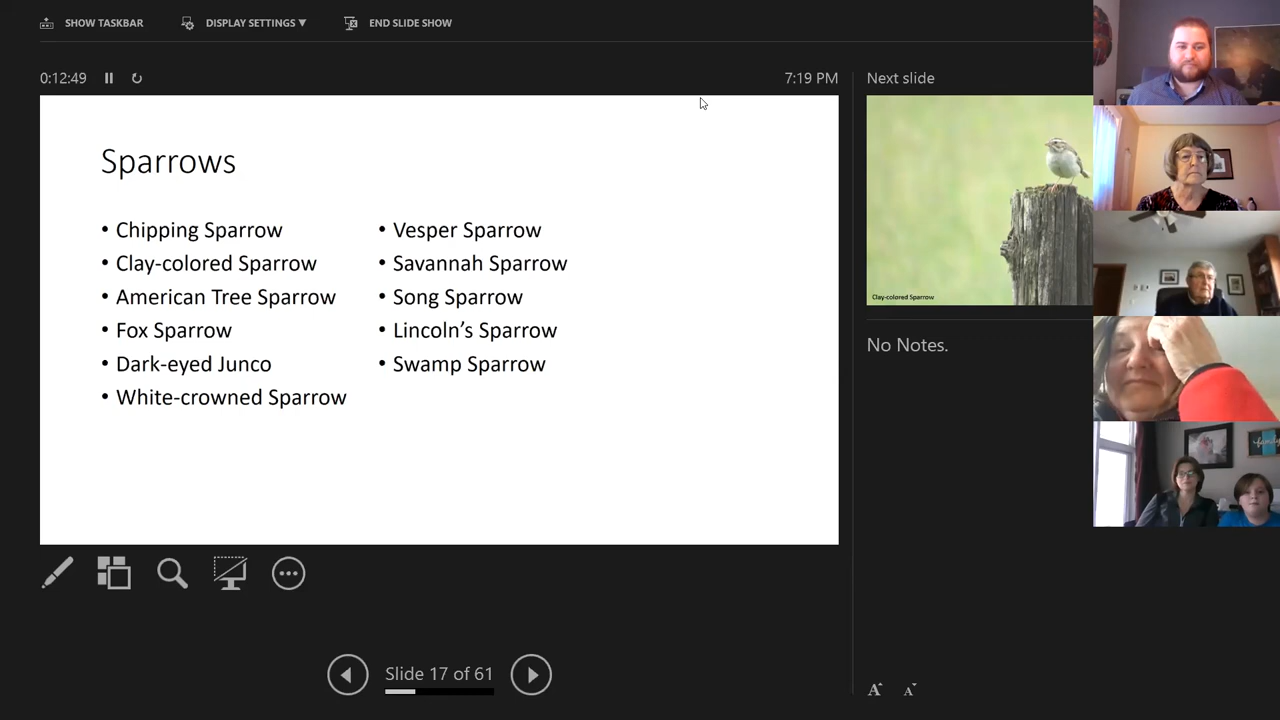 SHOW TASKBAR
DISPLAY SETTINGS ▼
END SLIDE SHOW
0:12:49
7:19 PM
Next slide
Sparrows
• Chipping Sparrow
• Clay-colored Sparrow
• American Tree Sparrow
• Fox Sparrow
• Dark-eyed Junco
• White-crowned Sparrow
• Vesper Sparrow
• Savannah Sparrow
• Song Sparrow
• Lincoln’s Sparrow
• Swamp Sparrow
Clay-colored Sparrow
No Notes.
family
Slide 17 of 61
A A